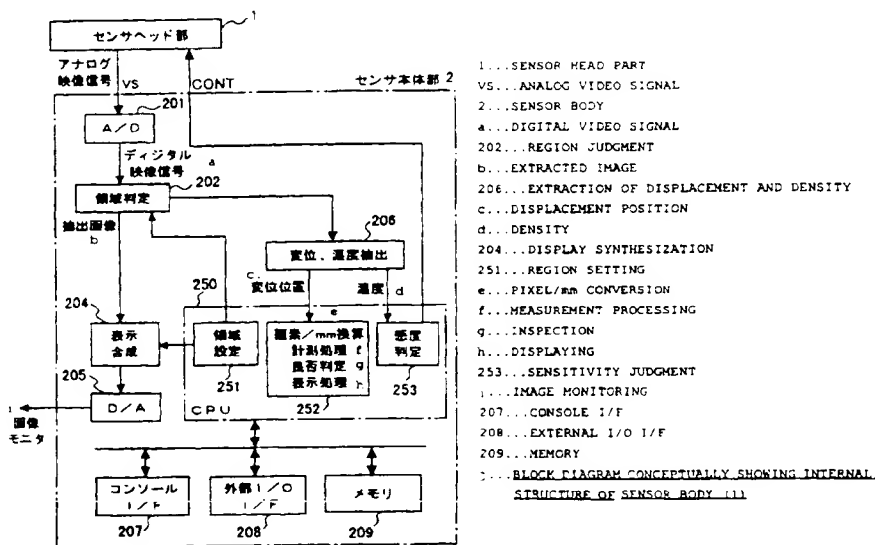 1
センサヘッド部
アナログ
映像信号
VS
CONT
センサ本体部 2
201
A/D
ディジタル
映像信号
a
202
領域判定
抽出画像
b
206
変位、濃度抽出
c
変位位置
濃度
d
250
204
表示
合成
領域
設定
251
e
画素/mm換算
計測処理 f
良否判定 g
表示処理 h
252
感度
判定
253
CPU
205
D/A
i
画像
モニタ
コンソール
I/F
207
外部 I/O
I/F
208
メモリ
209
1...SENSOR HEAD PART
VS...ANALOG VIDEO SIGNAL
2...SENSOR BODY
a...DIGITAL VIDEO SIGNAL
202...REGION JUDGMENT
b...EXTRACTED IMAGE
206...EXTRACTION OF DISPLACEMENT AND DENSITY
c...DISPLACEMENT POSITION
d...DENSITY
204...DISPLAY SYNTHESIZATION
251...REGION SETTING
e...PIXEL/mm CONVERSION
f...MEASUREMENT PROCESSING
g...INSPECTION
h...DISPLAYING
253...SENSITIVITY JUDGMENT
i...IMAGE MONITORING
207...CONSOLE I/F
208...EXTERNAL I/O I/F
209...MEMORY
...BLOCK DIAGRAM CONCEPTUALLY SHOWING INTERNAL
STRUCTURE OF SENSOR BODY (1)